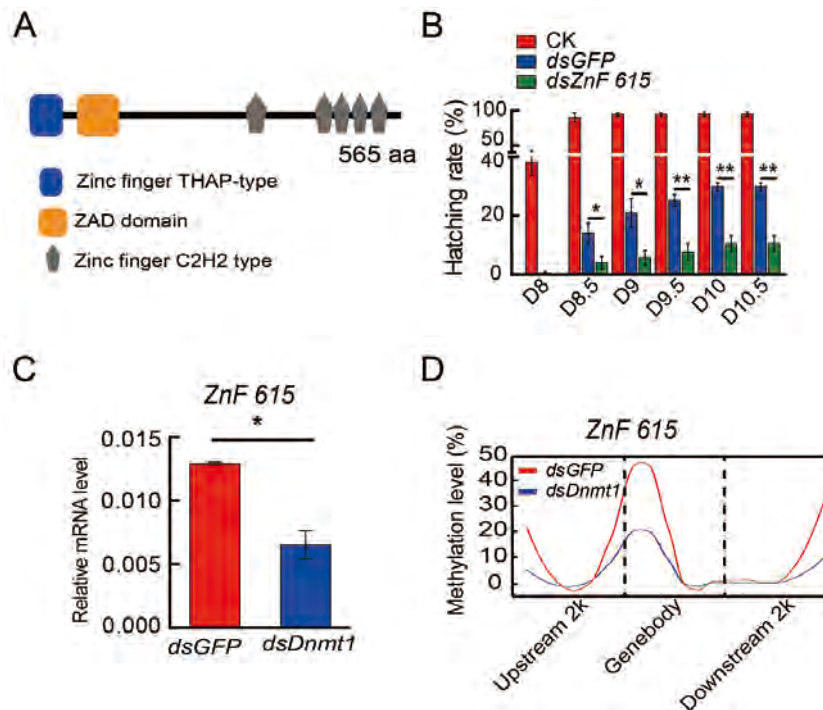 A
565 aa
Zinc finger THAP-type
ZAD domain
Zinc finger C2H2 type
B
CK
dsGFP
dsZnF 615
Hatching rate (%)
100
50
40
20
0
* * ** ** **
D8 D8.5 D9 D9.5 D10 D10.5
C
ZnF 615
*
Relative mRNA level
0.015
0.010
0.005
0.000
dsGFP dsDnmt1
D
ZnF 615
dsGFP
dsDnmt1
Methylation level (%)
50
40
30
20
10
0
Upstream 2k Genebody Downstream 2k